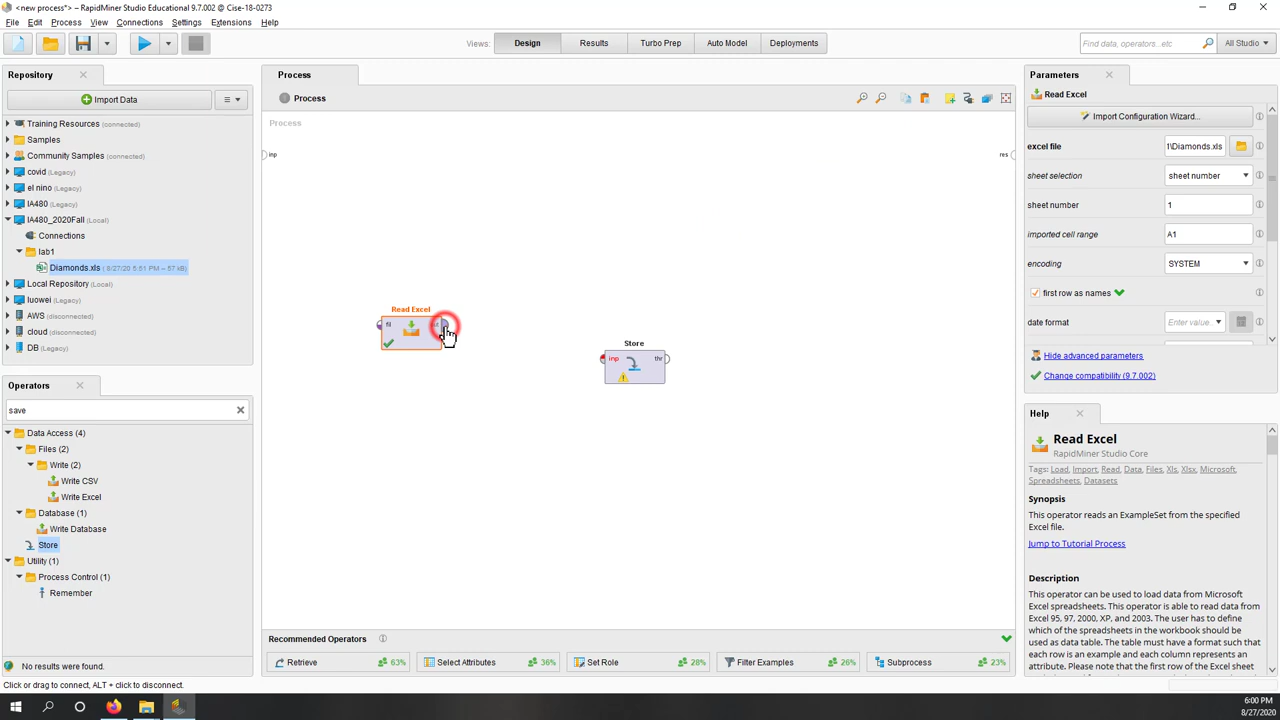 <new process*> – RapidMiner Studio Educational 9.7.002 @ Cise-18-0273
File Edit Process View Connections Settings Extensions Help
Views: Design Results Turbo Prep Auto Model Deployments
Find data, operators...etc All Studio
Repository
Import Data
Training Resources (connected)
Samples
Community Samples (connected)
covid (Legacy)
el nino (Legacy)
IA480 (Legacy)
IA480_2020Fall (Local)
Connections
lab1
Diamonds.xls (8/27/20 5:51 PM – 57 kB)
Local Repository (Local)
luowei (Legacy)
AWS (disconnected)
cloud (disconnected)
DB (Legacy)
Operators
save
Data Access (4)
Files (2)
Write (2)
Write CSV
Write Excel
Database (1)
Write Database
Store
Utility (1)
Process Control (1)
Remember
No results were found.
Click or drag to connect, ALT + click to disconnect.
Process
Process
Process
inp
res
Read Excel
fil
Store
inp thr
Recommended Operators
Retrieve 63% Select Attributes 36% Set Role 28% Filter Examples 26% Subprocess 23%
Parameters
Read Excel
Import Configuration Wizard...
excel file 1\Diamonds.xls
sheet selection sheet number
sheet number 1
imported cell range A1
encoding SYSTEM
first row as names
date format Enter value...
Hide advanced parameters
Change compatibility (9.7.002)
Help
Read Excel
RapidMiner Studio Core
Tags: Load, Import, Read, Data, Files, Xls, Xlsx, Microsoft,
Spreadsheets, Datasets
Synopsis
This operator reads an ExampleSet from the specified
Excel file.
Jump to Tutorial Process
Description
This operator can be used to load data from Microsoft
Excel spreadsheets. This operator is able to read data from
Excel 95, 97, 2000, XP, and 2003. The user has to define
which of the spreadsheets in the workbook should be
used as data table. The table must have a format such that
each row is an example and each column represents an
attribute. Please note that the first row of the Excel sheet
6:00 PM
8/27/2020